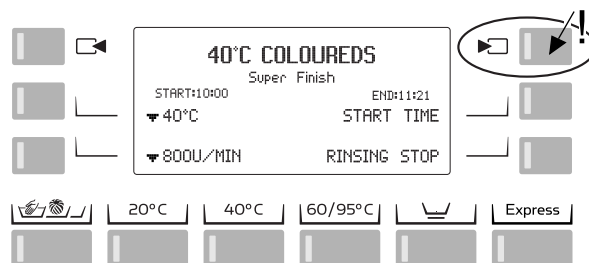 40°C COLOUREDS
Super Finish
START:10:00 END:11:21
40°C START TIME
800U/MIN RINSING STOP
20°C 40°C 60/95°C Express
!